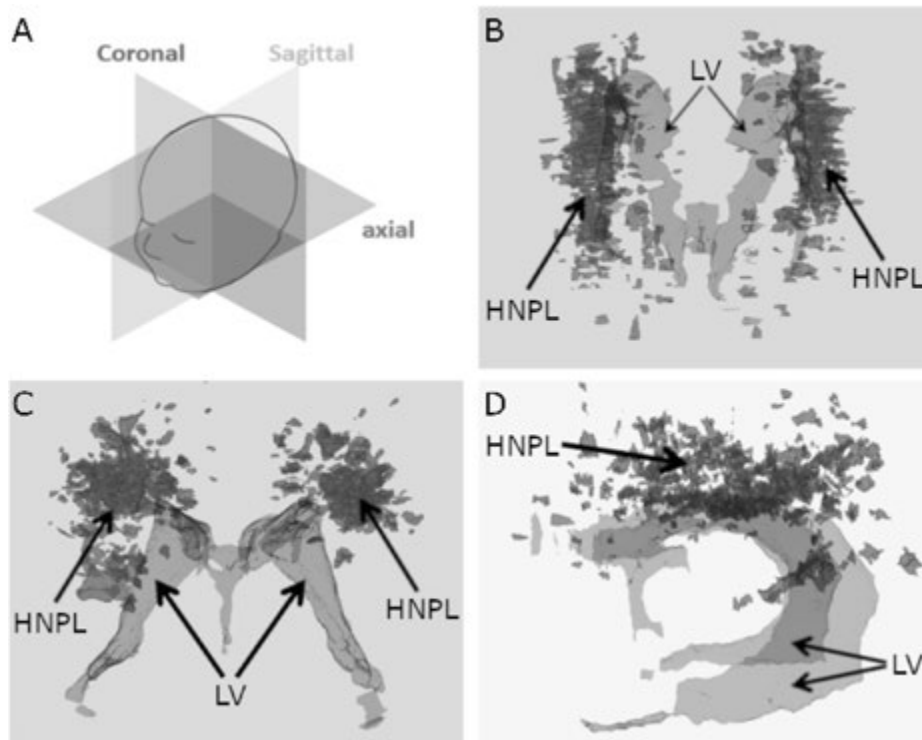 A
Coronal
Sagittal
axial
B
LV
HNPL
HNPL
C
HNPL
HNPL
LV
D
HNPL
LV